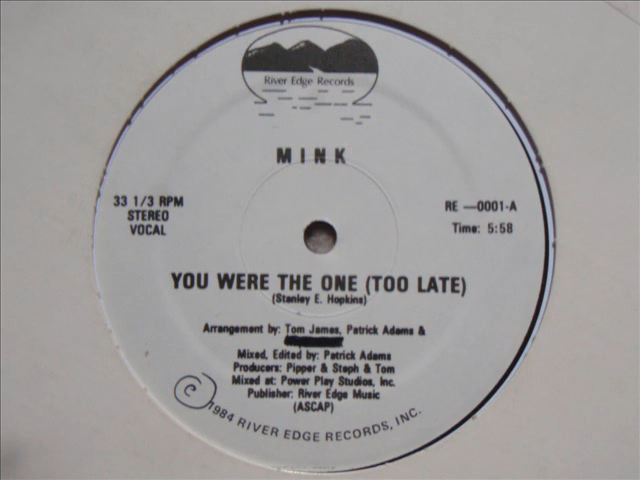 River Edge Records
MINK
33 1/3 RPM
STEREO
VOCAL
RE —0001-A
Time: 5:58
YOU WERE THE ONE (TOO LATE)
(Stanley E. Hopkins)
Arrangement by: Tom James, Patrick Adams &
Mixed, Edited by: Patrick Adams
Producers: Pipper & Steph & Tom
Mixed at: Power Play Studios, Inc.
Publisher: River Edge Music
(ASCAP)
© 1984 RIVER EDGE RECORDS, INC.